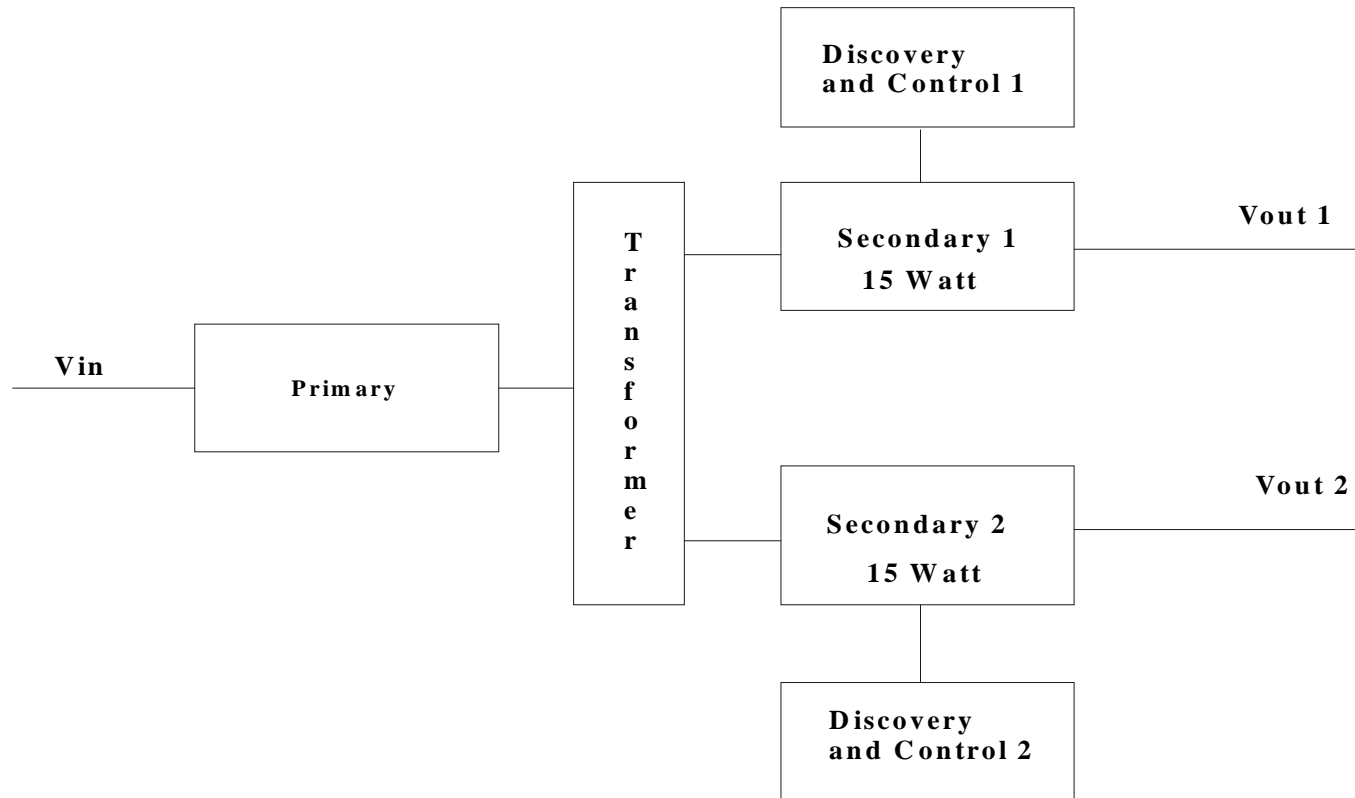 Discovery
and Control 1
Vout 1
Secondary 1
15 Watt
Transformer
Vin
Primary
Vout 2
Secondary 2
15 Watt
Discovery
and Control 2